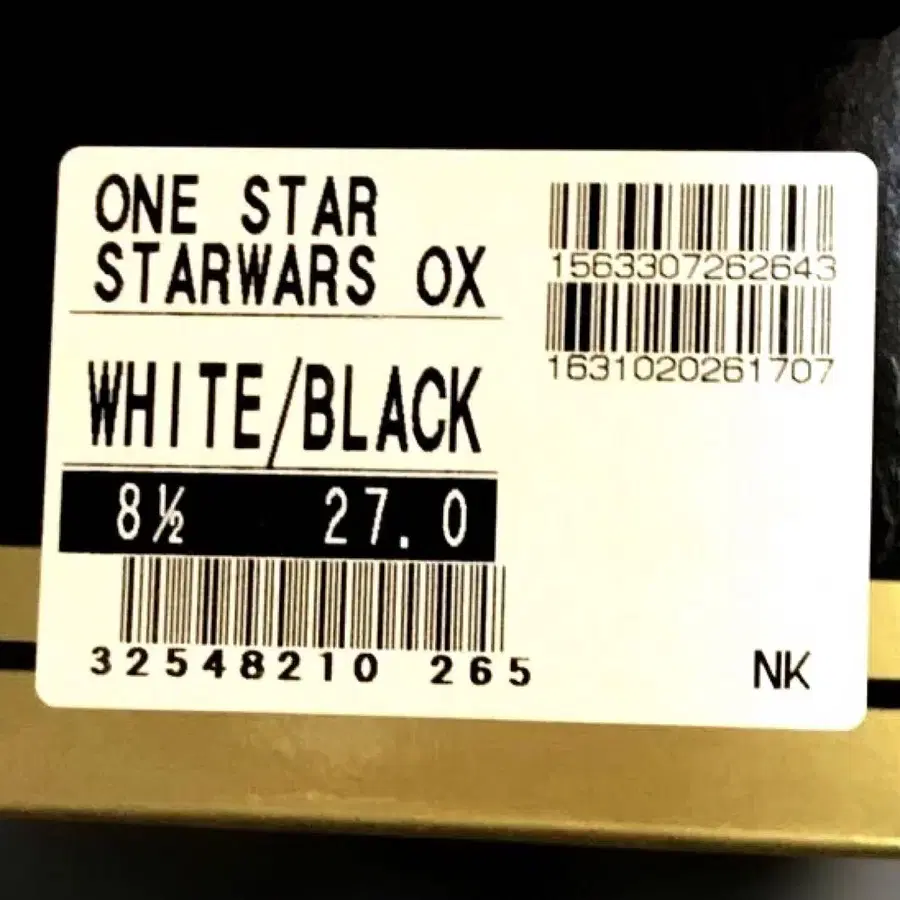 ONE STAR
STARWARS OX
WHITE/BLACK
8½ 27.0
32548210 265
1563307262643
1631020261707
NK